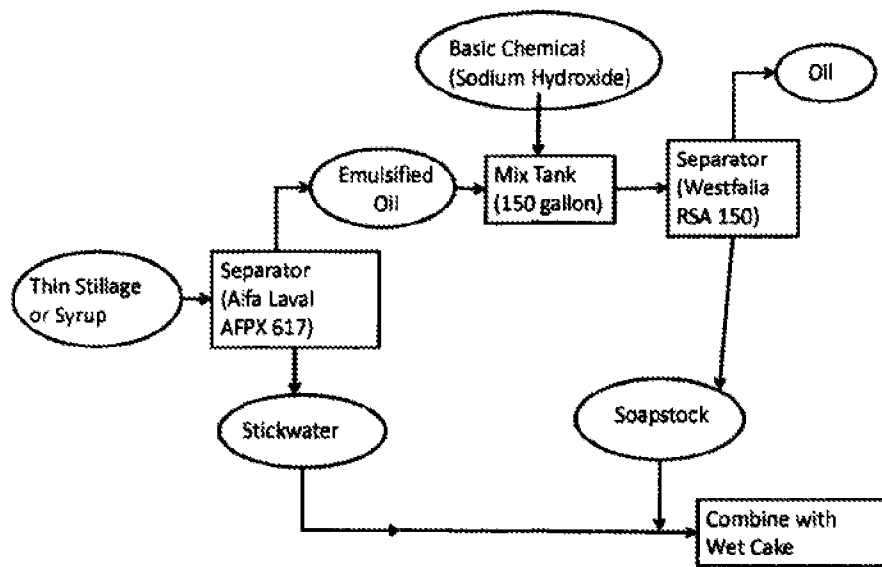 Basic Chemical
(Sodium Hydroxide)
Oil
Emulsified
Oil
Mix Tank
(150 gallon)
Separator
(Westfalia
RSA 150)
Thin Stillage
or Syrup
Separator
(Alfa Laval
AFPX 617)
Stickwater
Soapstock
Combine with
Wet Cake